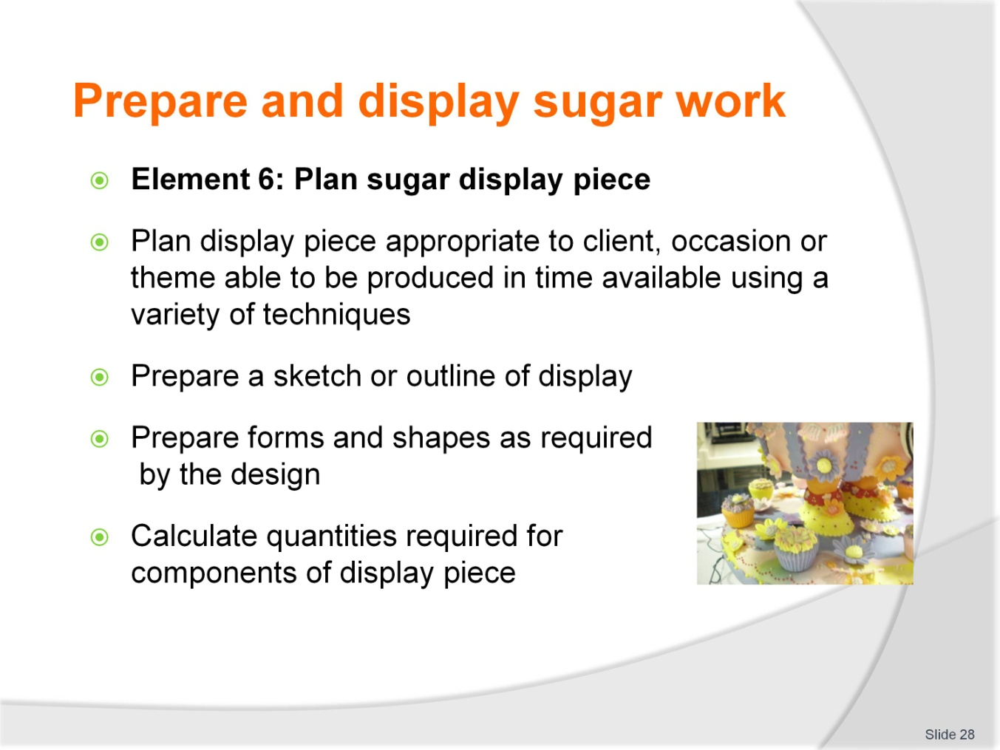 Prepare and display sugar work
Element 6: Plan sugar display piece
Plan display piece appropriate to client, occasion or
theme able to be produced in time available using a
variety of techniques
Prepare a sketch or outline of display
Prepare forms and shapes as required
by the design
Calculate quantities required for
components of display piece
Slide 28